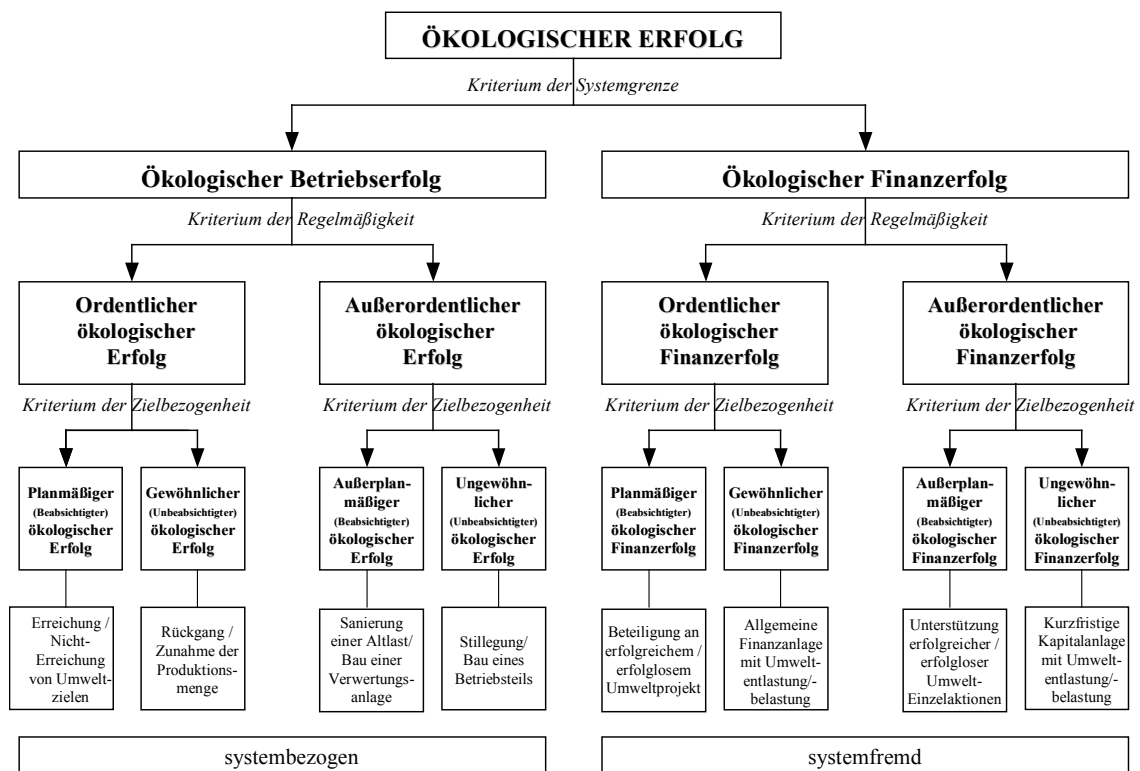 ÖKOLOGISCHER ERFOLG
Kriterium der Systemgrenze
Ökologischer Betriebserfolg
Ökologischer Finanzerfolg
Kriterium der Regelmäßigkeit
Kriterium der Regelmäßigkeit
Ordentlicher
ökologischer
Erfolg
Außerordentlicher
ökologischer
Erfolg
Ordentlicher
ökologischer
Finanzerfolg
Außerordentlicher
ökologischer
Finanzerfolg
Kriterium der Zielbezogenheit
Kriterium der Zielbezogenheit
Kriterium der Zielbezogenheit
Kriterium der Zielbezogenheit
Planmäßiger
(Beabsichtigter)
ökologischer
Erfolg
Gewöhnlicher
(Unbeabsichtigter)
ökologischer
Erfolg
Außerplan-
mäßiger
(Beabsichtigter)
ökologischer
Erfolg
Ungewöhn-
licher
(Unbeabsichtigter)
ökologischer
Erfolg
Planmäßiger
(Beabsichtigter)
ökologischer
Finanzerfolg
Gewöhnlicher
(Unbeabsichtigter)
ökologischer
Finanzerfolg
Außerplan-
mäßiger
(Beabsichtigter)
ökologischer
Finanzerfolg
Ungewöhn-
licher
(Unbeabsichtigter)
ökologischer
Finanzerfolg
Erreichung /
Nicht-
Erreichung
von Umwelt-
zielen
Rückgang /
Zunahme der
Produktions-
menge
Sanierung
einer Altlast/
Bau einer
Verwertungs-
anlage
Stillegung/
Bau eines
Betriebsteils
Beteiligung an
erfolgreichem /
erfolglosem
Umweltprojekt
Allgemeine
Finanzanlage
mit Umwelt-
entlastung/-
belastung
Unterstützung
erfolgreicher /
erfolgloser
Umwelt-
Einzelaktionen
Kurzfristige
Kapitalanlage
mit Umwelt-
entlastung/-
belastung
systembezogen
systemfremd